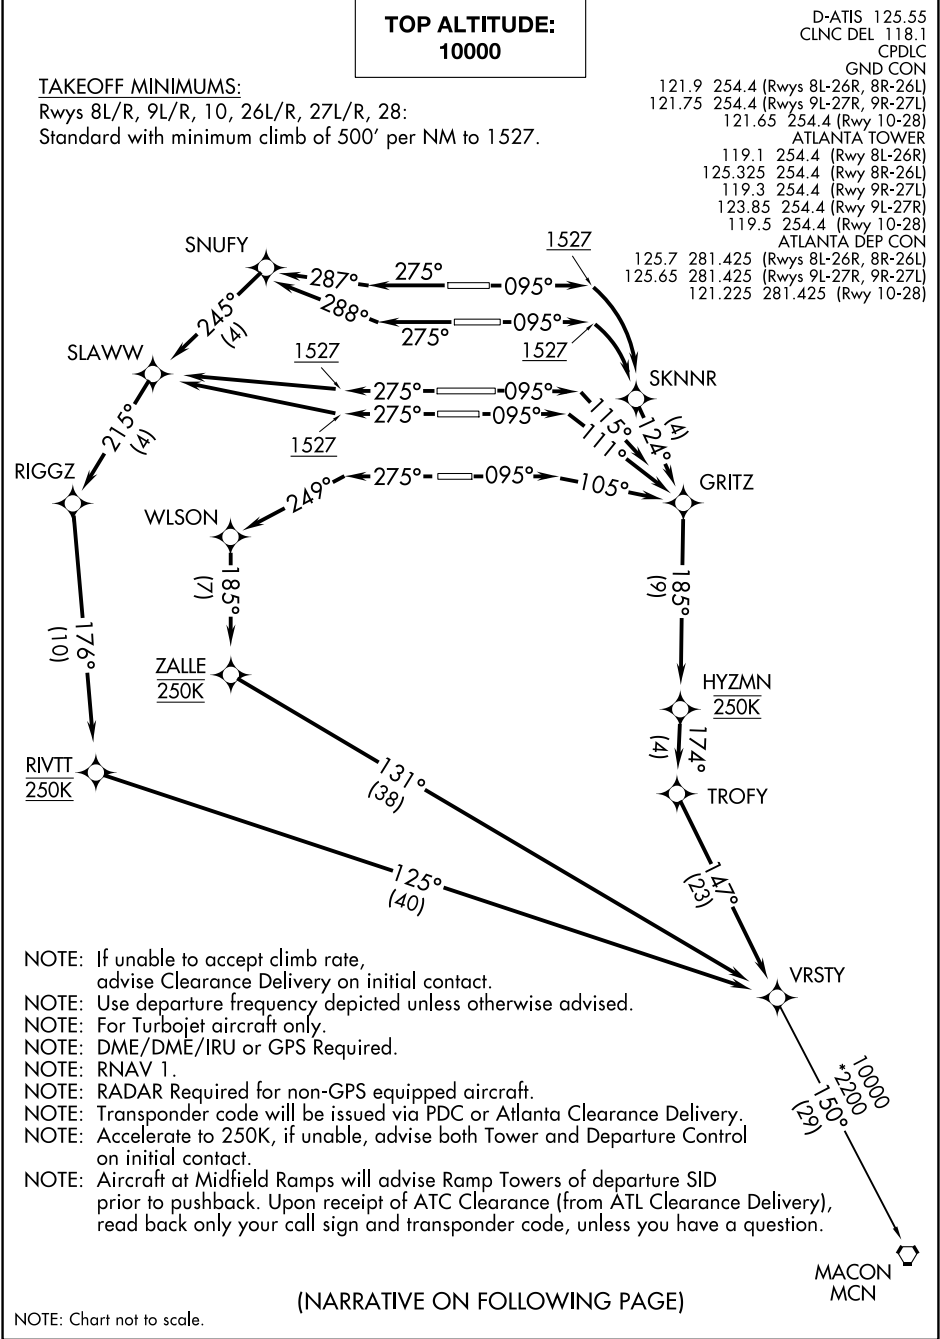 TOP ALTITUDE:
10000
D-ATIS 125.55
CLNC DEL 118.1
CPDLC
GND CON
121.9 254.4 (Rwys 8L-26R, 8R-26L)
121.75 254.4 (Rwys 9L-27R, 9R-27L)
121.65 254.4 (Rwy 10-28)
ATLANTA TOWER
119.1 254.4 (Rwy 8L-26R)
125.325 254.4 (Rwy 8R-26L)
119.3 254.4 (Rwy 9R-27L)
123.85 254.4 (Rwy 9L-27R)
119.5 254.4 (Rwy 10-28)
ATLANTA DEP CON
125.7 281.425 (Rwys 8L-26R, 8R-26L)
125.65 281.425 (Rwys 9L-27R, 9R-27L)
121.225 281.425 (Rwy 10-28)
TAKEOFF MINIMUMS:
Rwys 8L/R, 9L/R, 10, 26L/R, 27L/R, 28:
Standard with minimum climb of 500' per NM to 1527.
SNUFY
1527
287°
275°
095°
288°
275°
095°
1527
245°
(4)
SLAWW
1527
275°
095°
115°
SKNNR
275°
095°
111°
1527
124°
(4)
215°
(4)
RIGGZ
249°
275°
095°
105°
GRITZ
WLSON
185°
(7)
185°
(9)
176°
(10)
ZALLE
250K
HYZMN
250K
174°
(4)
RIVTT
250K
131°
(38)
TROFY
125°
(40)
147°
(23)
VRSTY
NOTE: If unable to accept climb rate,
advise Clearance Delivery on initial contact.
NOTE: Use departure frequency depicted unless otherwise advised.
NOTE: For Turbojet aircraft only.
NOTE: DME/DME/IRU or GPS Required.
NOTE: RNAV 1.
NOTE: RADAR Required for non-GPS equipped aircraft.
NOTE: Transponder code will be issued via PDC or Atlanta Clearance Delivery.
NOTE: Accelerate to 250K, if unable, advise both Tower and Departure Control
on initial contact.
NOTE: Aircraft at Midfield Ramps will advise Ramp Towers of departure SID
prior to pushback. Upon receipt of ATC Clearance (from ATL Clearance Delivery),
read back only your call sign and transponder code, unless you have a question.
10000
*2200
150°
(29)
MACON
MCN
(NARRATIVE ON FOLLOWING PAGE)
NOTE: Chart not to scale.